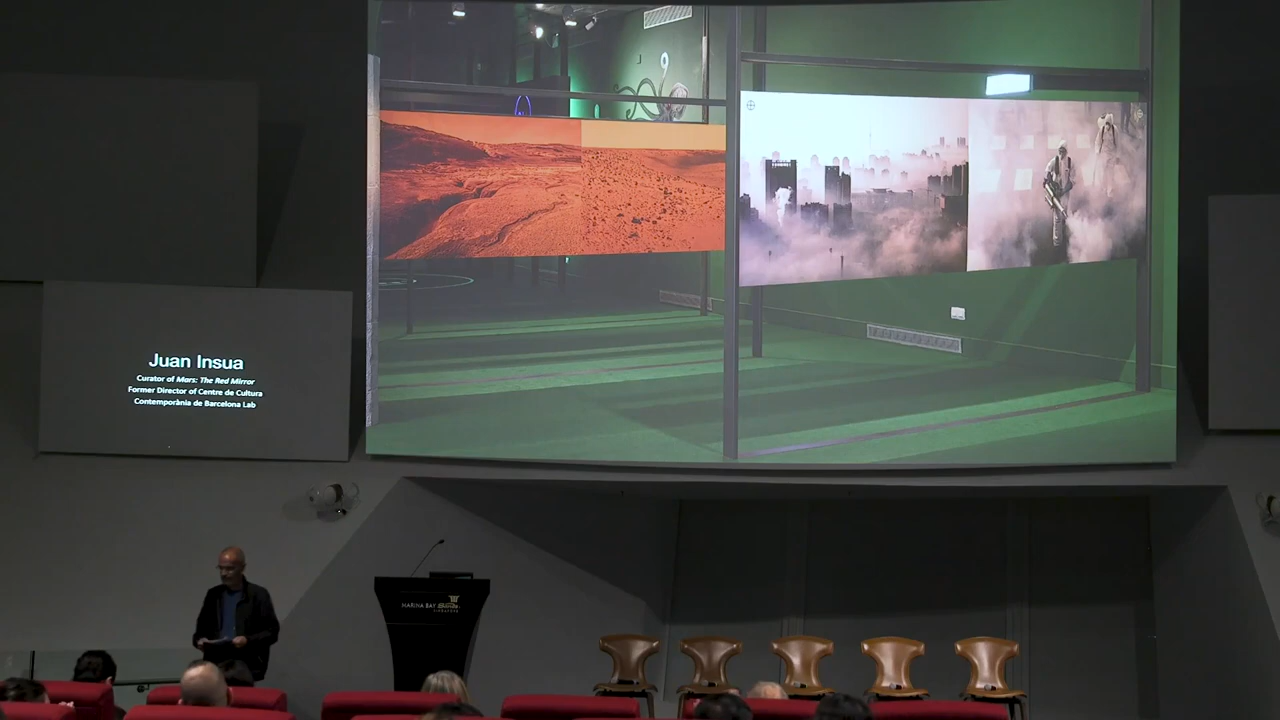 Juan Insua
Curator of Mars: The Red Mirror
Former Director of Centre de Cultura
Contemporània de Barcelona Lab
MARINA BAY Sands
SINGAPORE